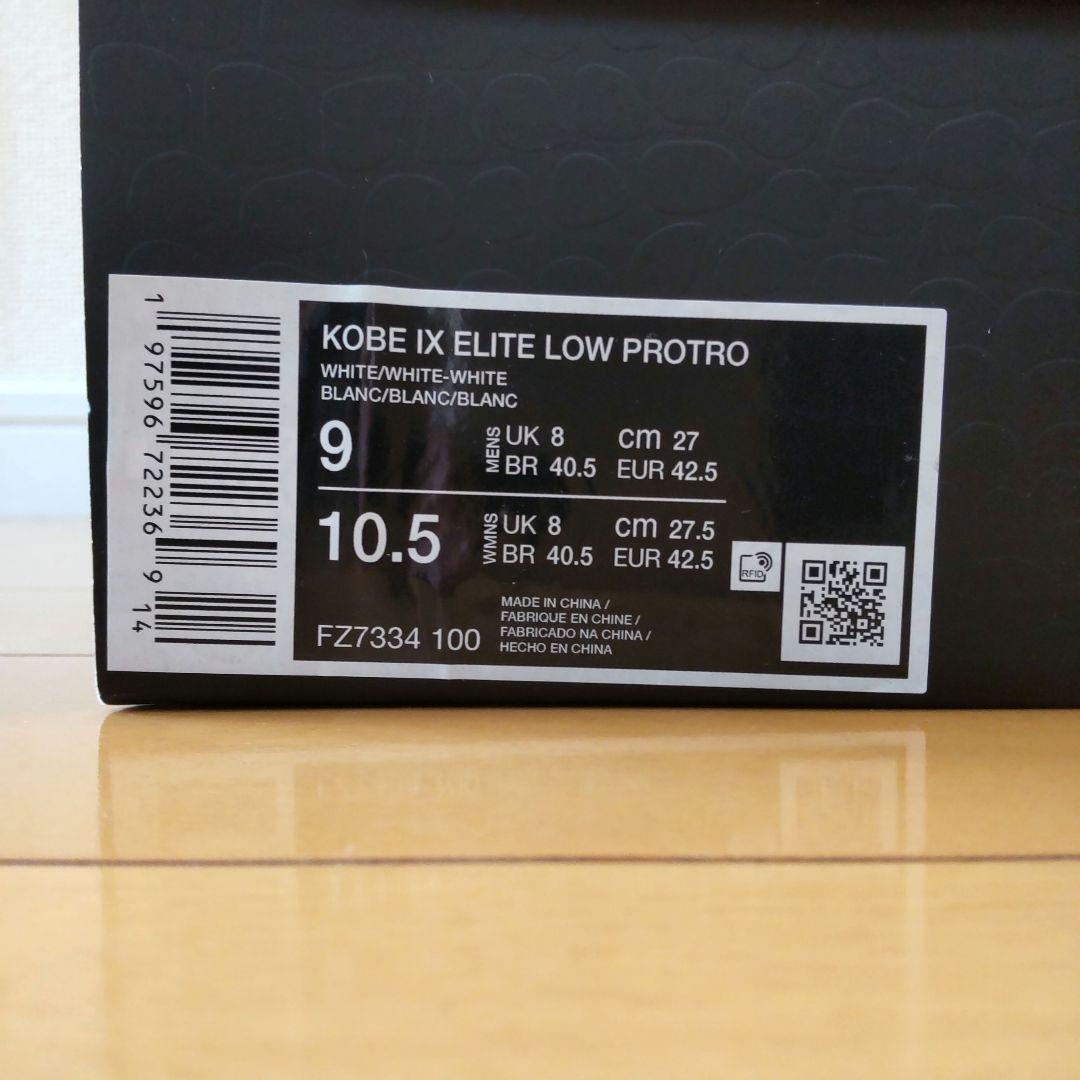 1 97596 72236 9 14
KOBE IX ELITE LOW PROTRO
WHITE/WHITE-WHITE
BLANC/BLANC/BLANC
9
MENS
UK 8 cm 27
BR 40.5 EUR 42.5
10.5
WMNS
UK 8 cm 27.5
BR 40.5 EUR 42.5
RFID
FZ7334 100
MADE IN CHINA /
FABRIQUE EN CHINE /
FABRICADO NA CHINA /
HECHO EN CHINA